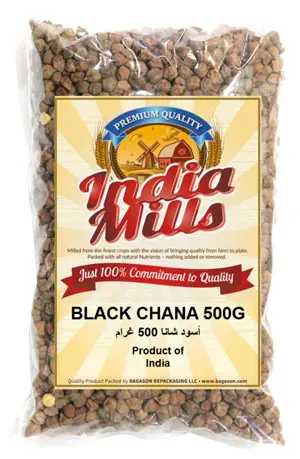 PREMIUM QUALITY
India
Mills
Milled from the finest crops with the vision of bringing quality from farm to plate.
Packed with all natural Nutrients – nothing added or removed.
Just 100% Commitment to Quality
BLACK CHANA 500G
أسود شانا 500 غرام
Product of
India
Quality Product Packed by BAGASON REPACKAGING LLC • www.bagason.com